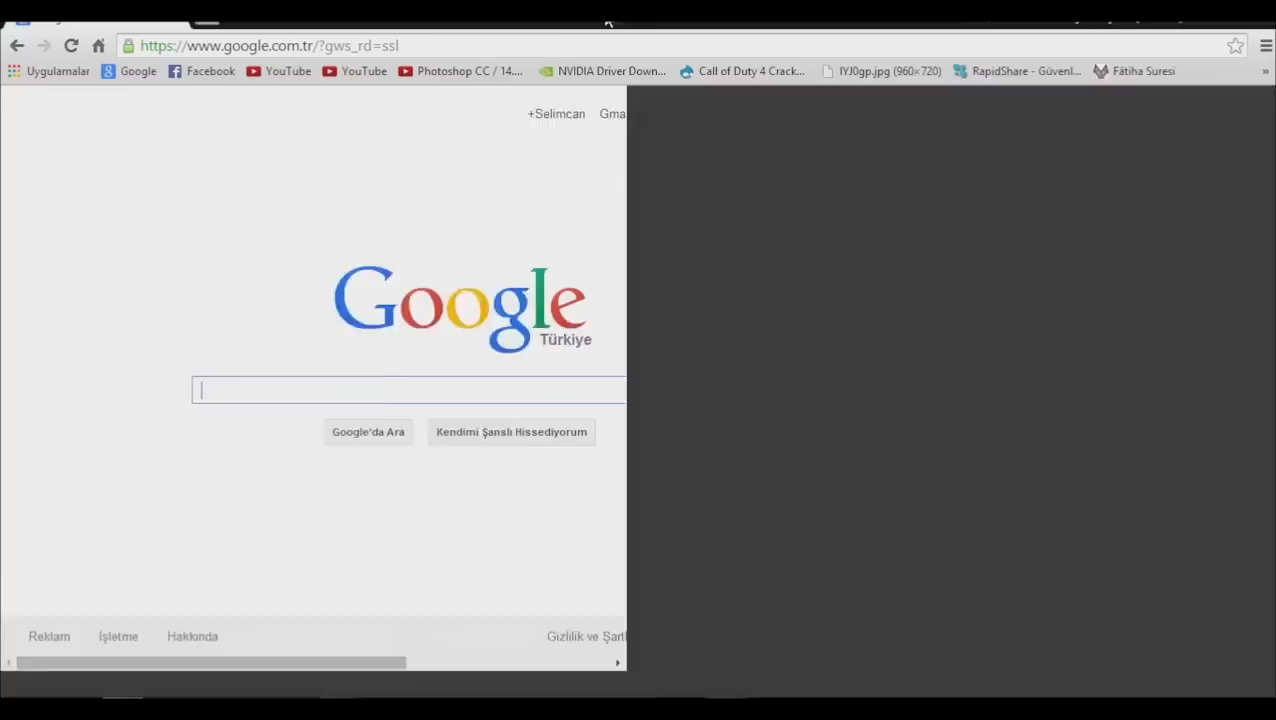 https://www.google.com.tr/?gws_rd=ssl
Uygulamalar Google Facebook YouTube YouTube Photoshop CC / 14.... NVIDIA Driver Down... Call of Duty 4 Crack... IYJ0gp.jpg (960×720) RapidShare - Güvenl... Fâtiha Suresi »
+Selimcan Gma
Google
Türkiye
Google'da Ara Kendimi Şanslı Hissediyorum
Reklam İşletme Hakkında Gizlilik ve Şartl